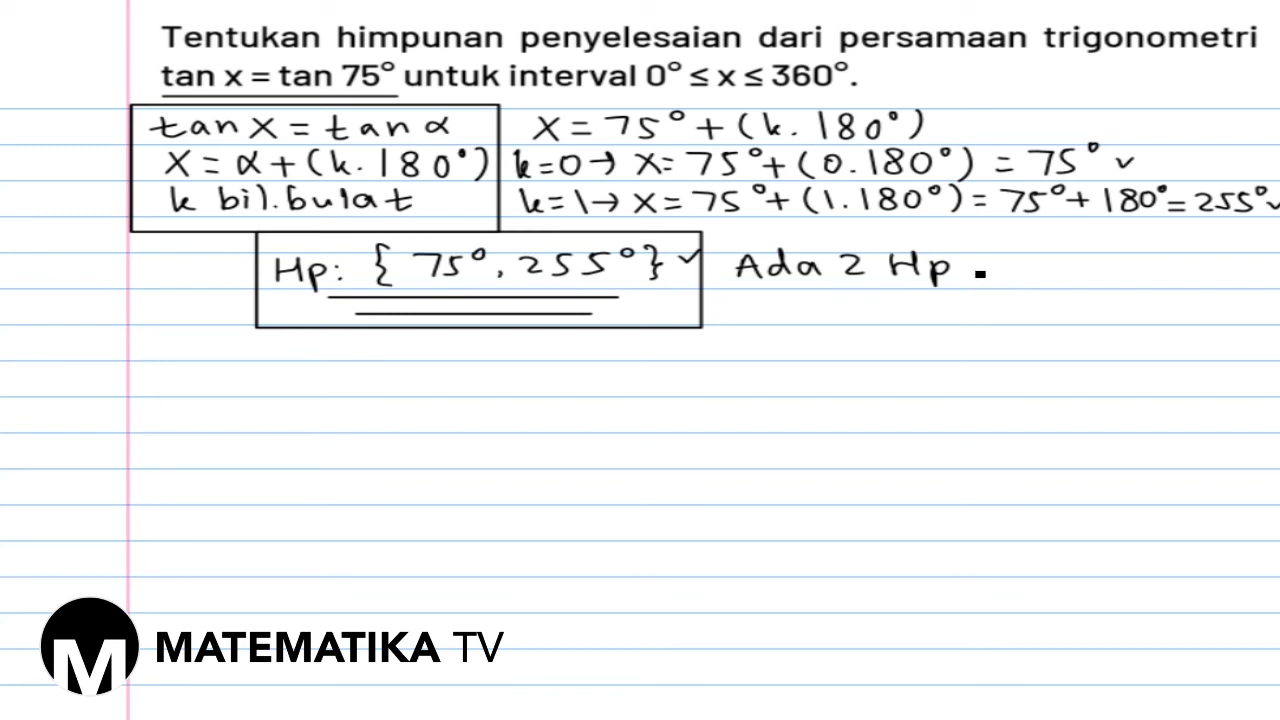 Tentukan himpunan penyelesaian dari persamaan trigonometri
tan x = tan 75° untuk interval 0° ≤ x ≤ 360°.
tan x = tan α
x = α + (k. 180°)
k bil. bulat
x = 75° + (k. 180°)
k=0 → x = 75° + (0. 180°) = 75° ✓
k=1 → x = 75° + (1. 180°) = 75° + 180° = 255° ✓
Hp: { 75°, 255° } ✓
Ada 2 Hp .
M MATEMATIKA TV